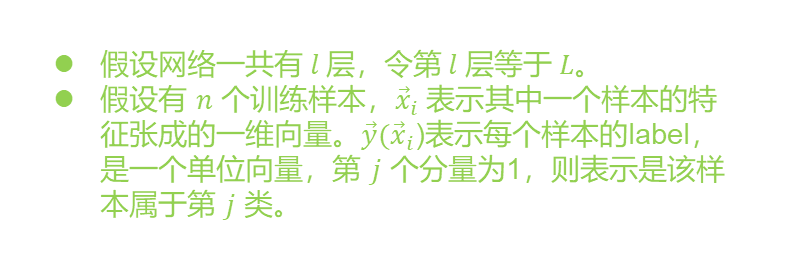 ● 假设网络一共有 𝑙 层，令第 𝑙 层等于 𝐿。
● 假设有 𝑛 个训练样本，𝑥⃗ᵢ 表示其中一个样本的特
征张成的一维向量。𝑦⃗(𝑥⃗ᵢ)表示每个样本的label，
是一个单位向量，第 𝑗 个分量为1，则表示是该样
本属于第 𝑗 类。